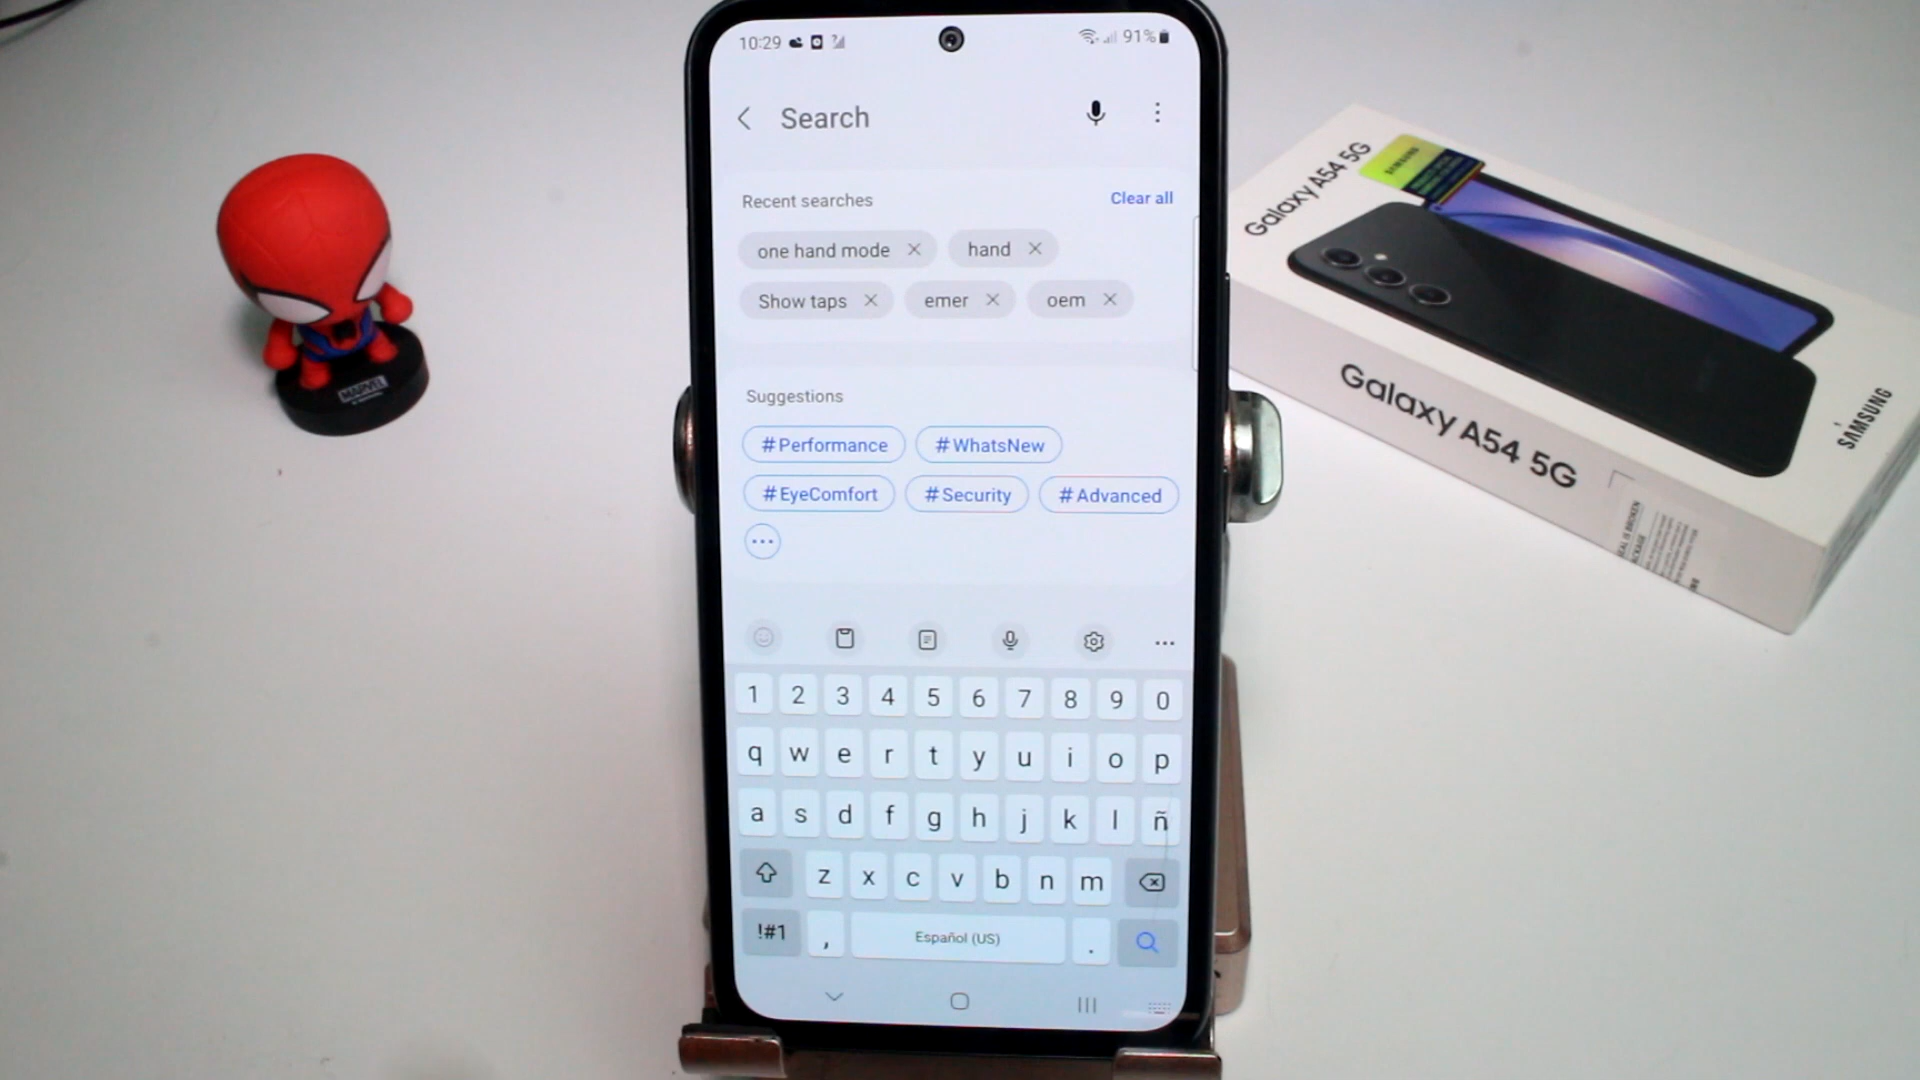 10:29
91%
Search
Recent searches
Clear all
one hand mode
hand
Show taps
emer
oem
Suggestions
#Performance
#WhatsNew
#EyeComfort
#Security
#Advanced
1 2 3 4 5 6 7 8 9 0
q w e r t y u i o p
a s d f g h j k l ñ
z x c v b n m
!#1 , Español (US) .
MARVEL
Galaxy A54 5G
SAMSUNG
Galaxy A54 5G
SAMSUNG